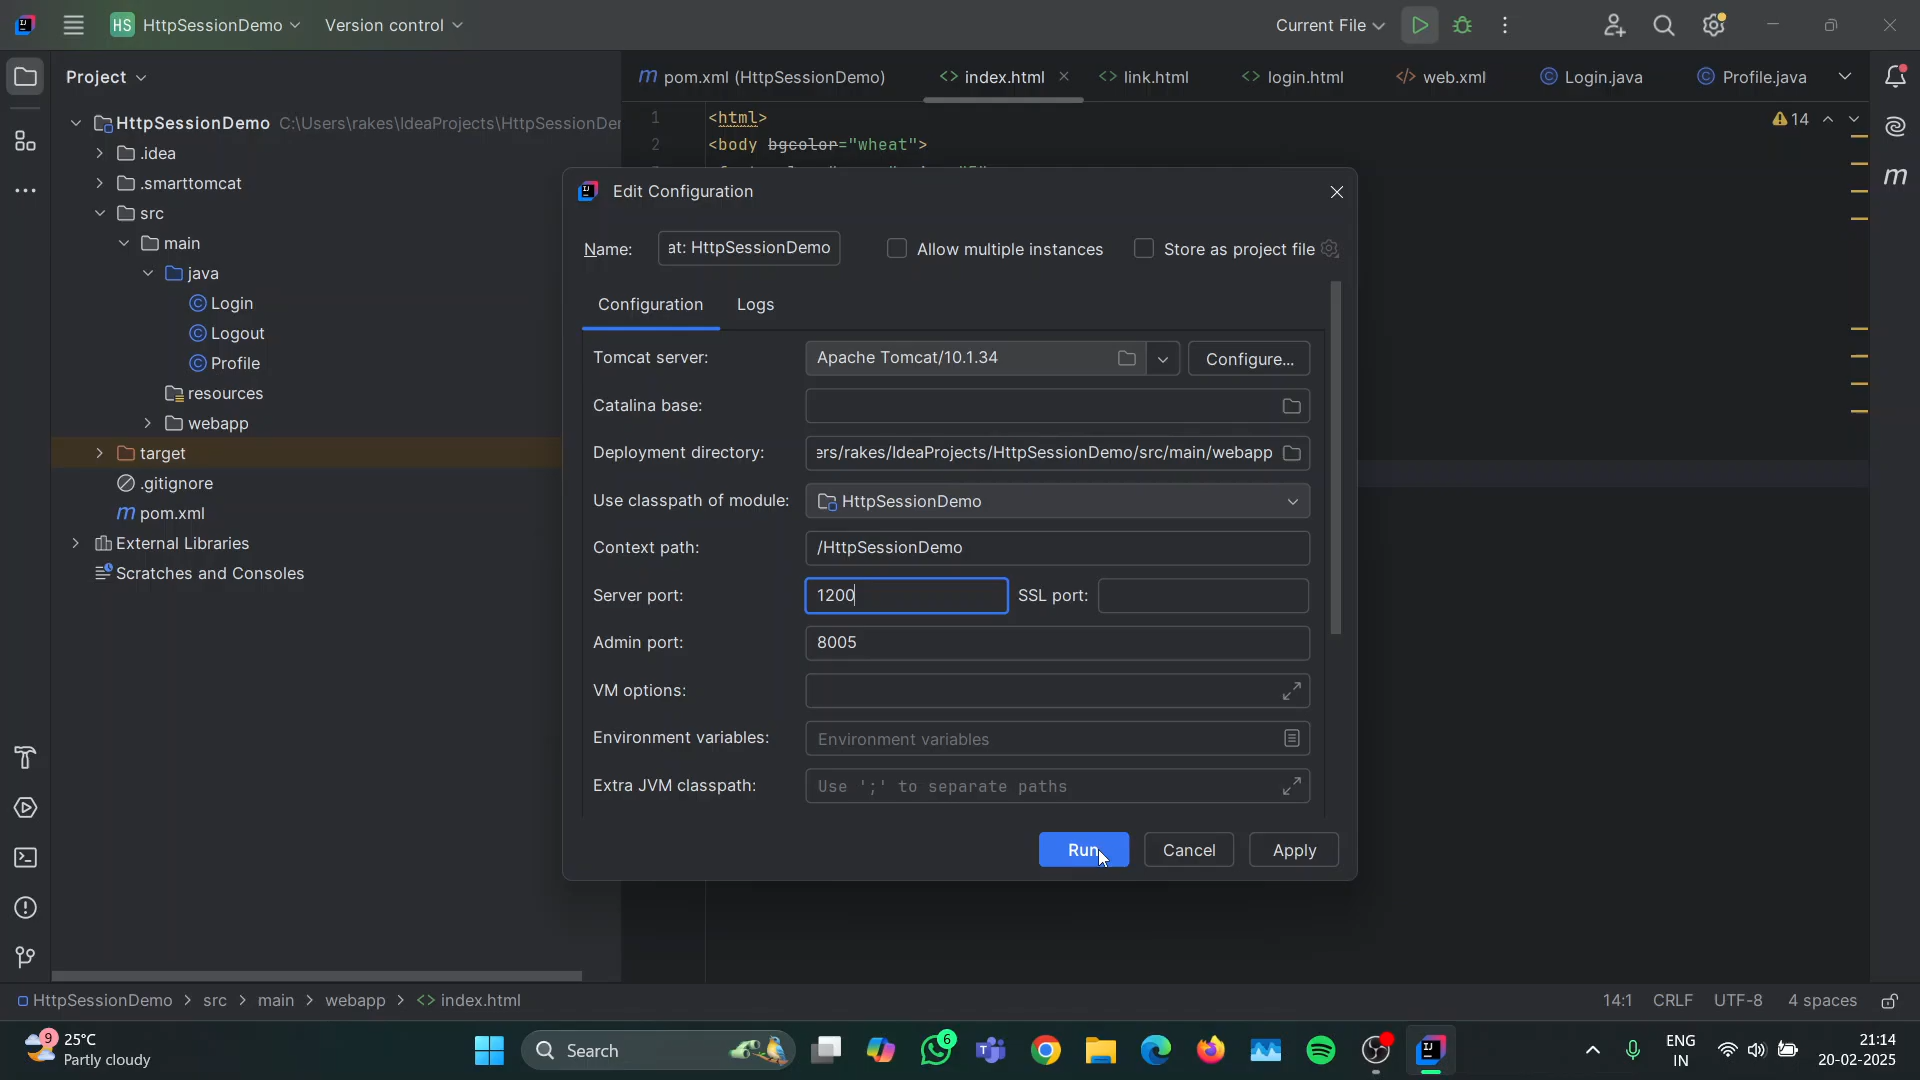 HS HttpSessionDemo Version control Current File
Project
HttpSessionDemo C:\Users\rakes\IdeaProjects\HttpSessionDer
.idea
.smarttomcat
src
main
java
Login
Logout
Profile
resources
webapp
target
.gitignore
pom.xml
External Libraries
Scratches and Consoles
pom.xml (HttpSessionDemo) index.html link.html login.html web.xml Login.java Profile.java
1 <html>
2 <body bgcolor="wheat">
14
Edit Configuration
Name: at: HttpSessionDemo Allow multiple instances Store as project file
Configuration Logs
Tomcat server: Apache Tomcat/10.1.34 Configure...
Catalina base:
Deployment directory: ers/rakes/IdeaProjects/HttpSessionDemo/src/main/webapp
Use classpath of module: HttpSessionDemo
Context path: /HttpSessionDemo
Server port: 1200 SSL port:
Admin port: 8005
VM options:
Environment variables: Environment variables
Extra JVM classpath: Use ';' to separate paths
Run Cancel Apply
HttpSessionDemo > src > main > webapp > index.html 14:1 CRLF UTF-8 4 spaces
9 25°C
Partly cloudy
Search
6
ENG
IN
21:14
20-02-2025